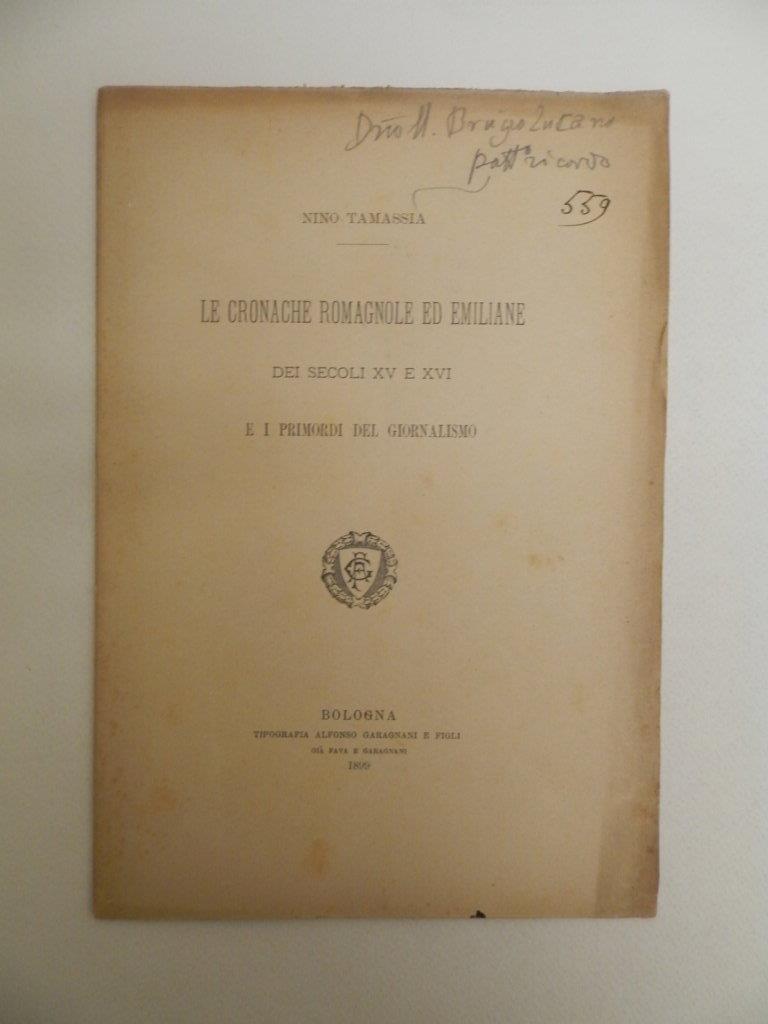 559
NINO TAMASSIA
LE CRONACHE ROMAGNOLE ED EMILIANE
DEI SECOLI XV E XVI
E I PRIMORDI DEL GIORNALISMO
BOLOGNA
TIPOGRAFIA ALFONSO GARAGNANI E FIGLI
GIÀ FAVA E GARAGNANI
1899